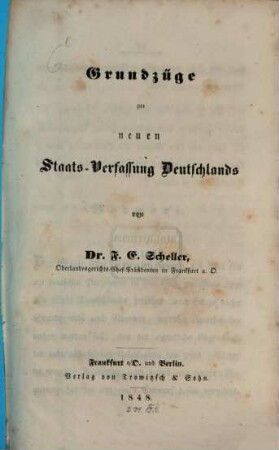 Grundzüge
zur
neuen
Staats-Verfassung Deutschlands
von
Dr. F. E. Scheller,
Oberlandesgerichts-Chef-Präsidenten in Frankfurt a. O.
Frankfurt a/O. und Berlin.
Verlag von Trowitzsch & Sohn.
1848.